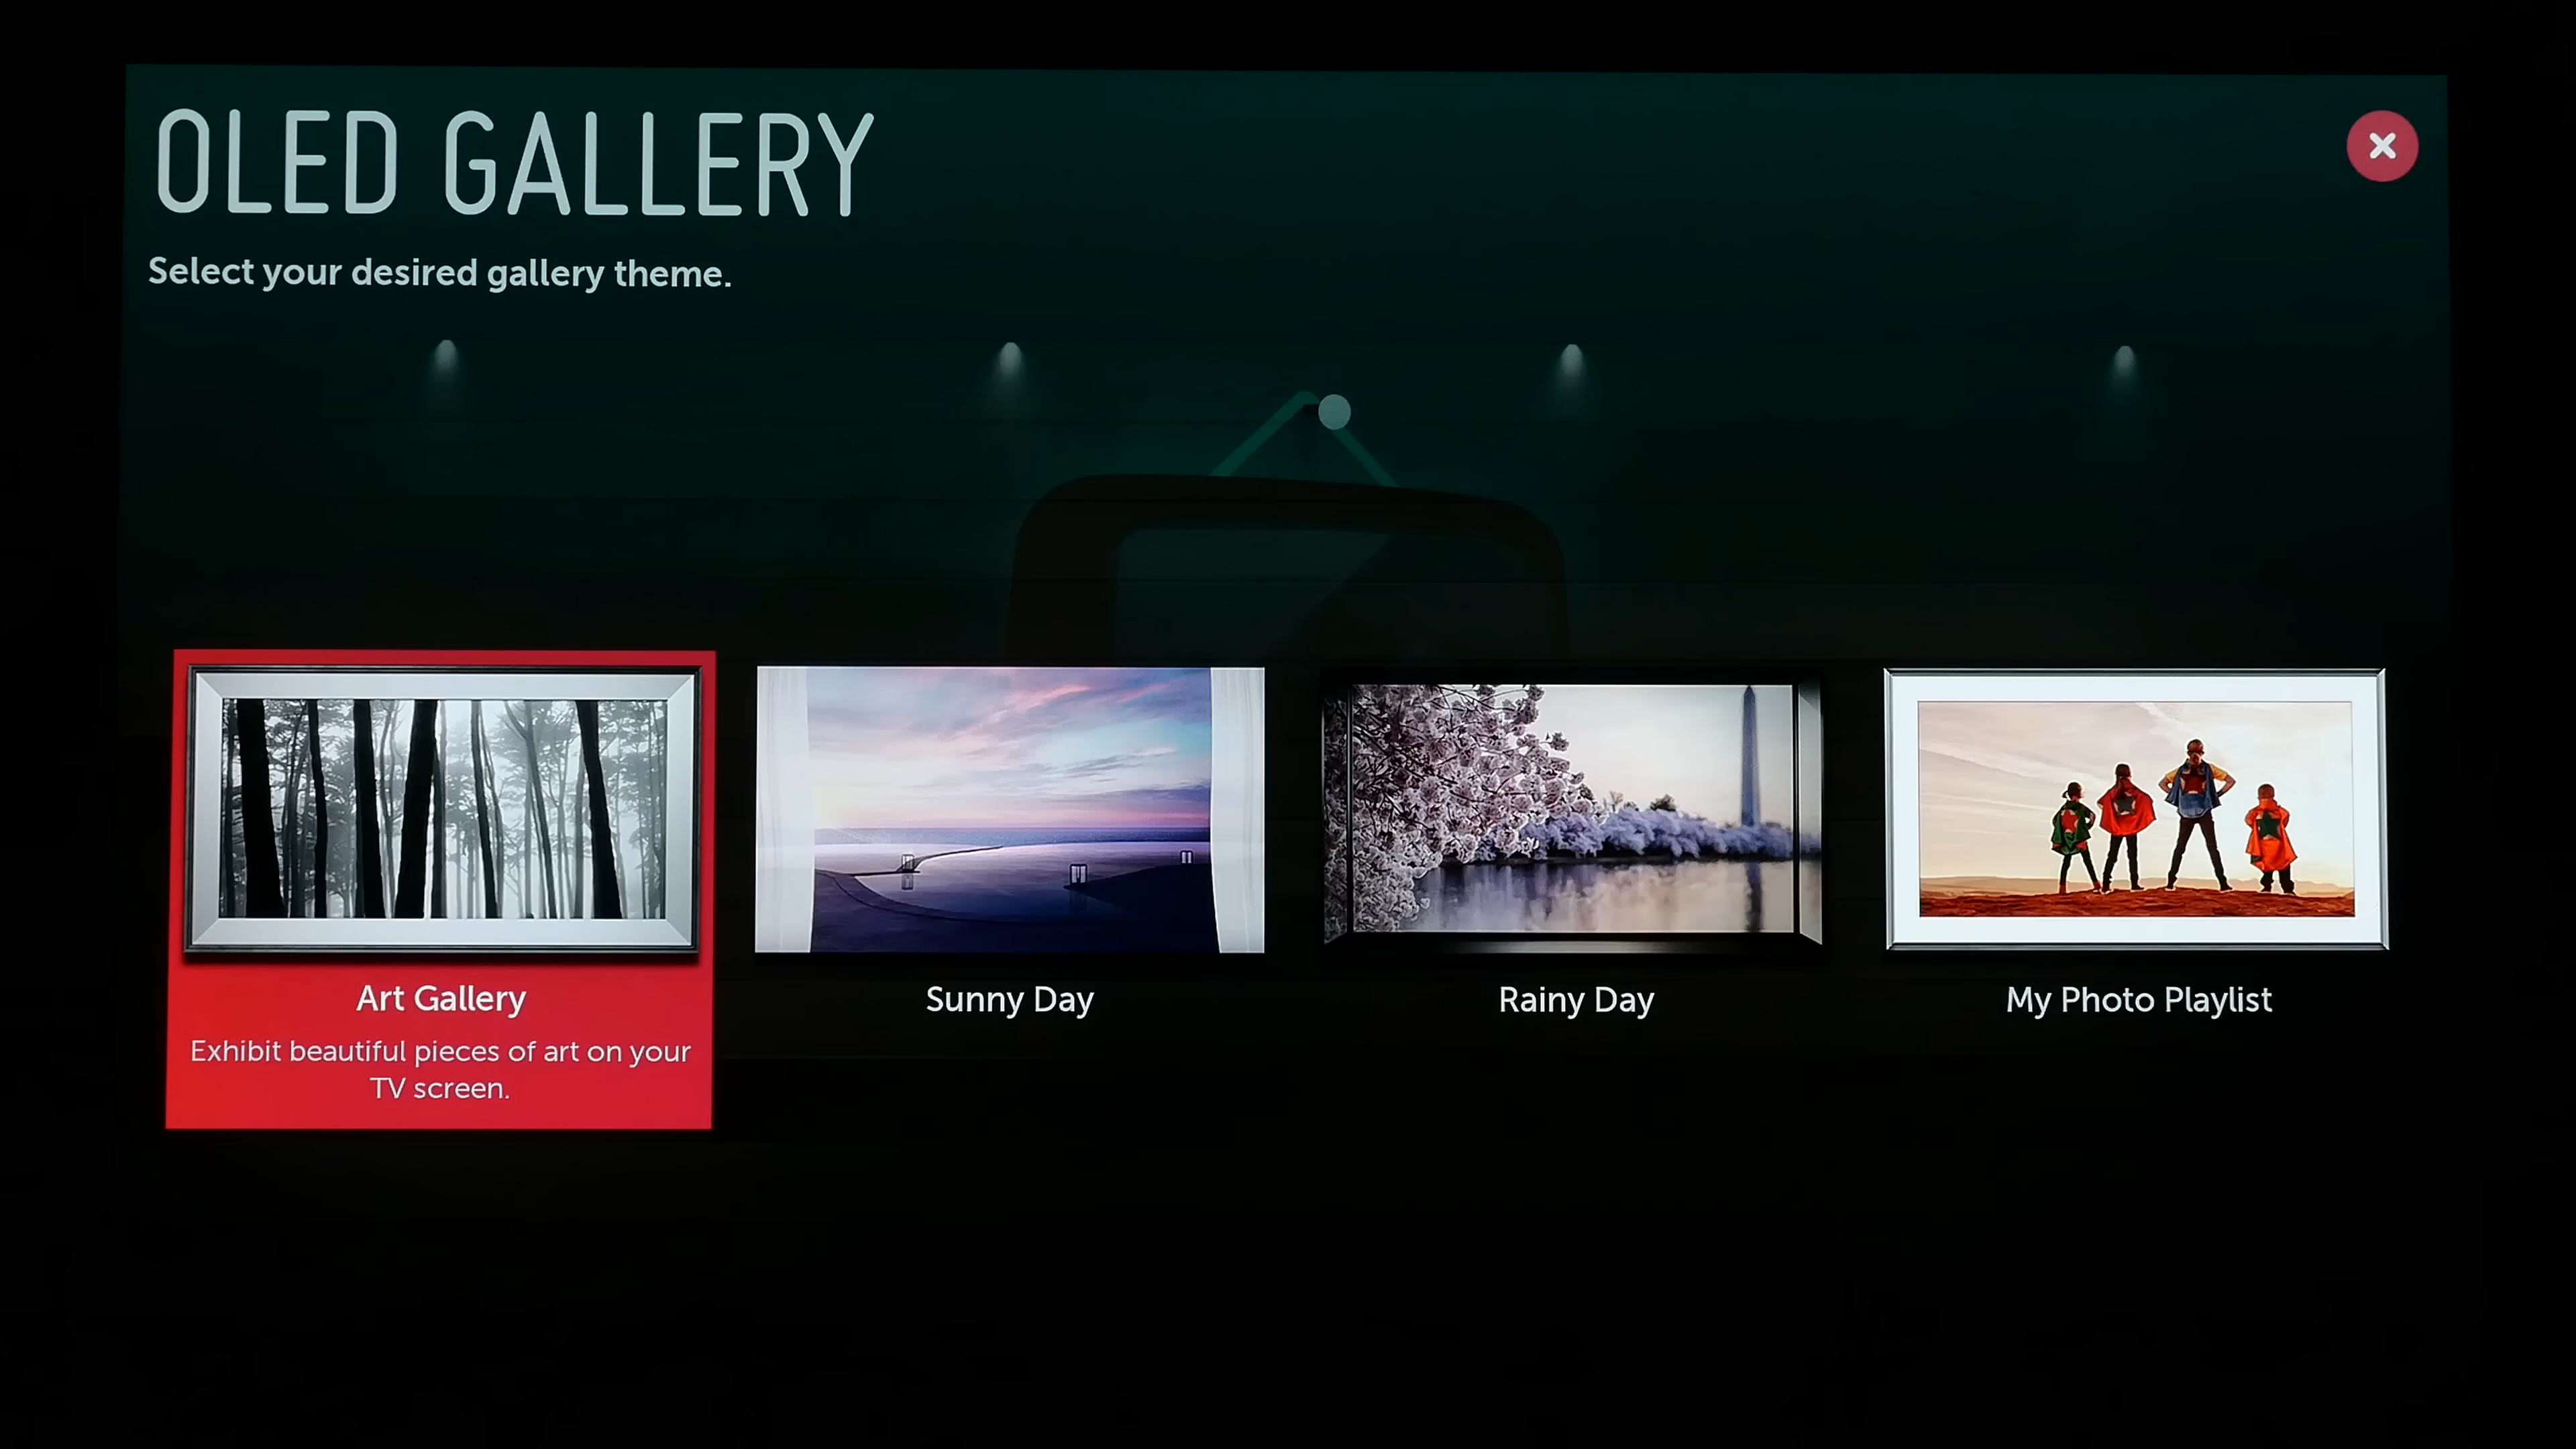 OLED GALLERY
Select your desired gallery theme.
Art Gallery
Exhibit beautiful pieces of art on your
TV screen.
Sunny Day
Rainy Day
My Photo Playlist